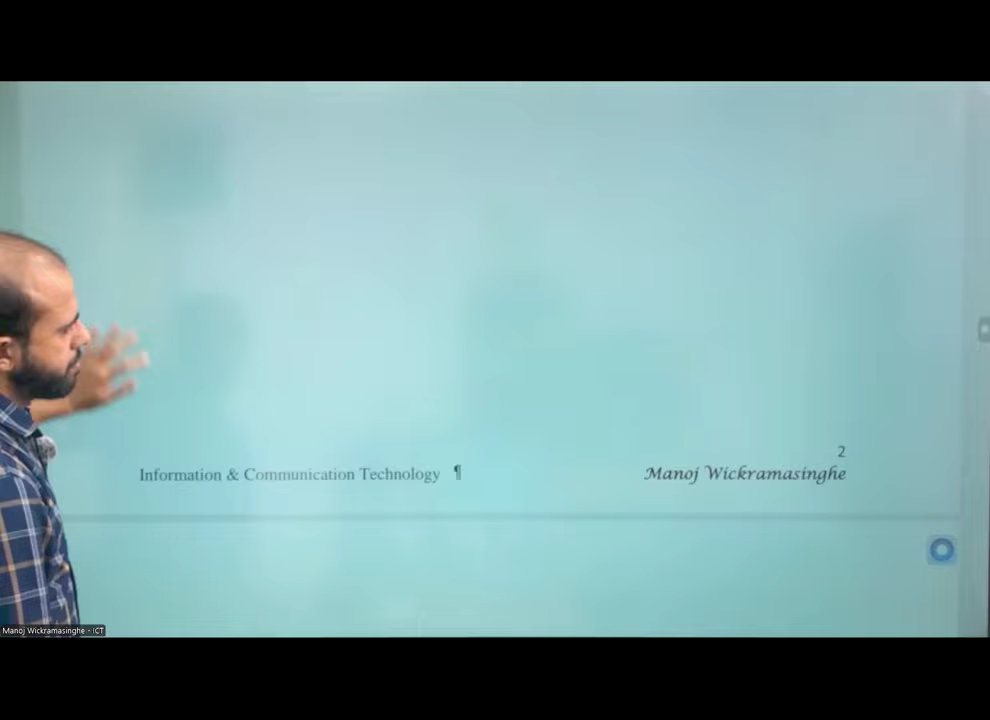 2
Information & Communication Technology ¶
Manoj Wickramasinghe
Manoj Wickramasinghe - ICT